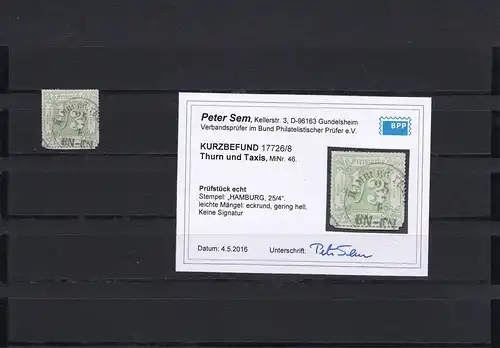 Peter Sem, Kellerstr. 3, D-96163 Gundelsheim
Verbandsprüfer im Bund Philatelistischer Prüfer e.V.
BPP
KURZBEFUND 17726/8
Thurn und Taxis, MiNr. 46.
Prüfstück echt
Stempel: „HAMBURG, 25/4".
leichte Mängel: eckrund, gering hell.
Keine Signatur
Datum: 4.5.2016
Unterschrift: Peter Sem